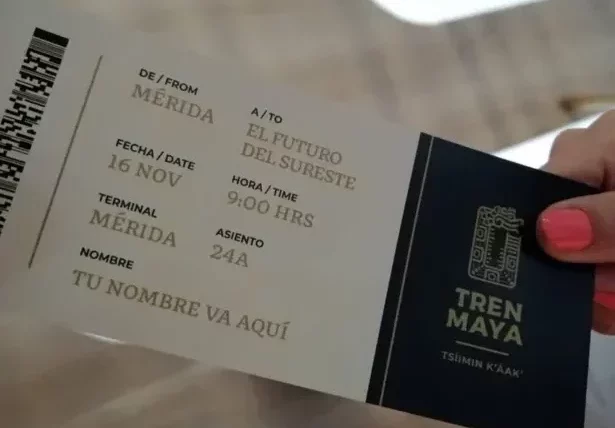 DE / FROM
MÉRIDA
A / TO
EL FUTURO
DEL SURESTE
FECHA / DATE
16 NOV
HORA / TIME
9:00 HRS
TERMINAL
MÉRIDA
ASIENTO
24A
NOMBRE
TU NOMBRE VA AQUÍ
TREN
MAYA
TSÍIMIN K'ÁAK'